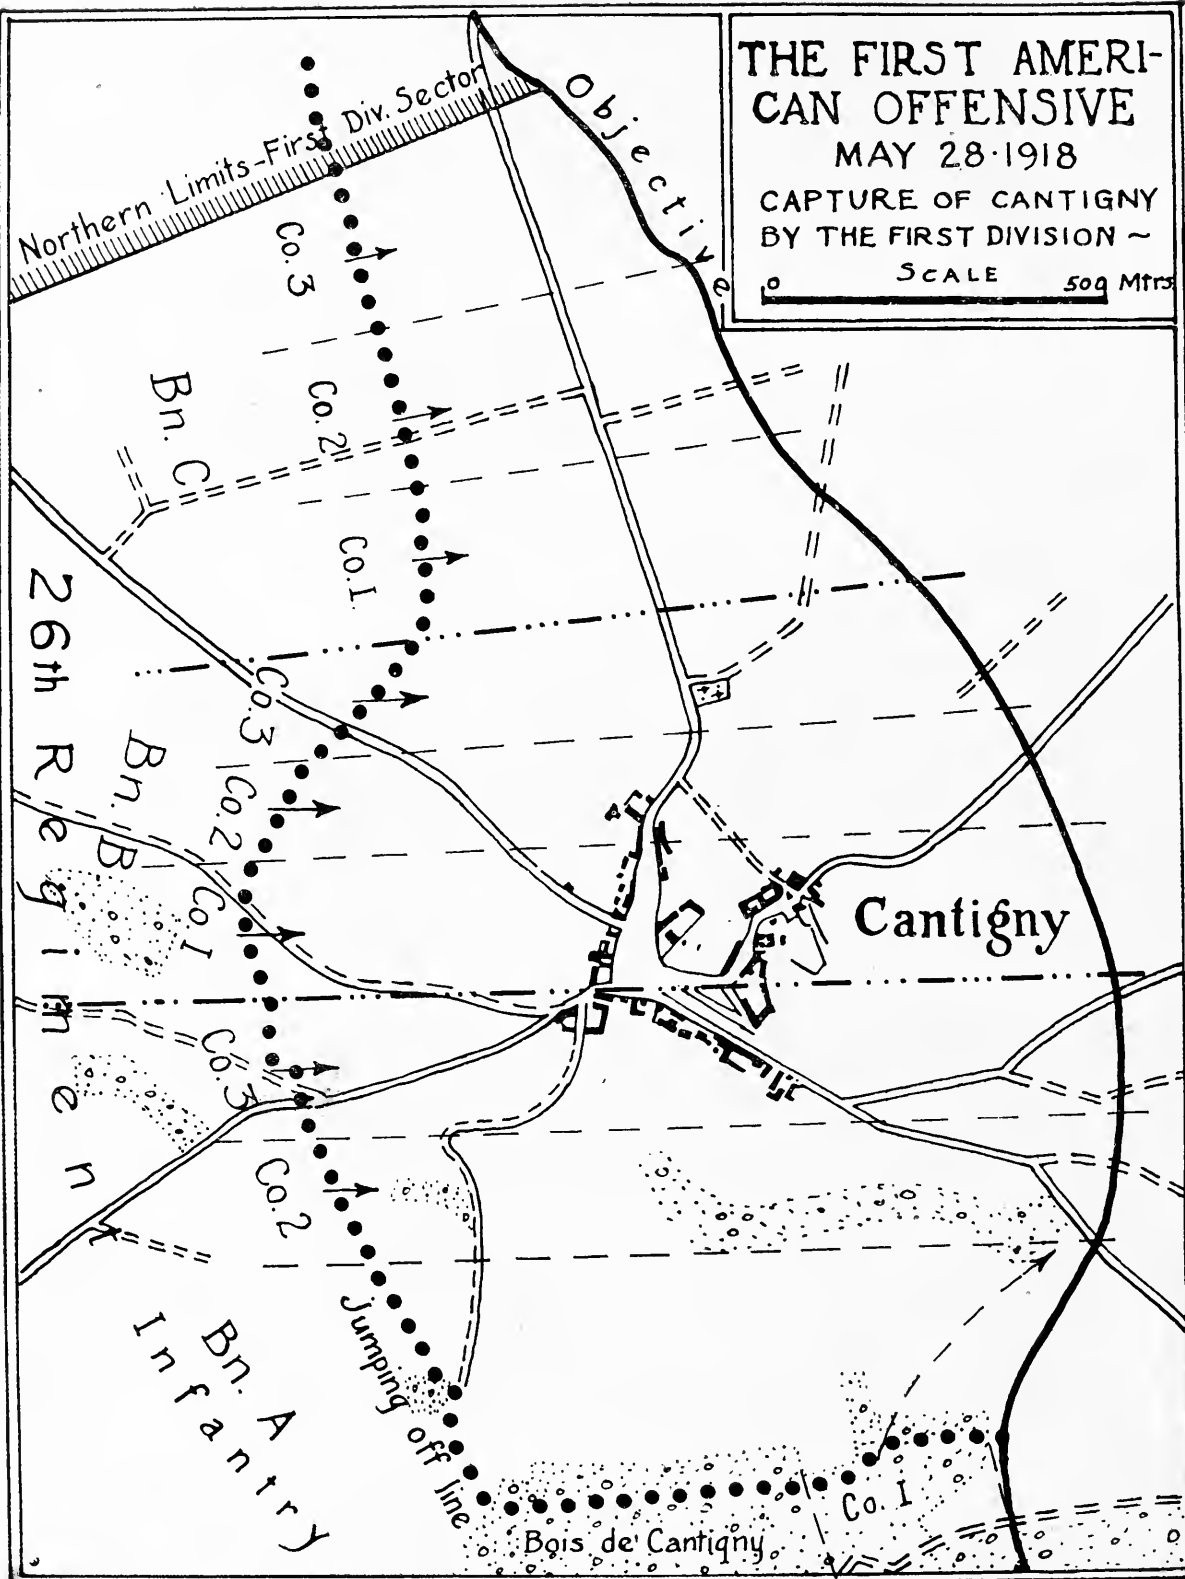 THE FIRST AMERI-
CAN OFFENSIVE
MAY 28·1918
CAPTURE OF CANTIGNY
BY THE FIRST DIVISION ~
SCALE
0 500 Mtrs
Objective
Northern Limits-First Div. Sector
Co. 3
Co. 2
Co. I.
Bn. C
26th Regiment
Infantry
Co. 3
Co. 2
Co I
Bn. B
Cantigny
Co. 3
Co. 2
Bn. A
Jumping off line
Co. I
Bois de Cantigny